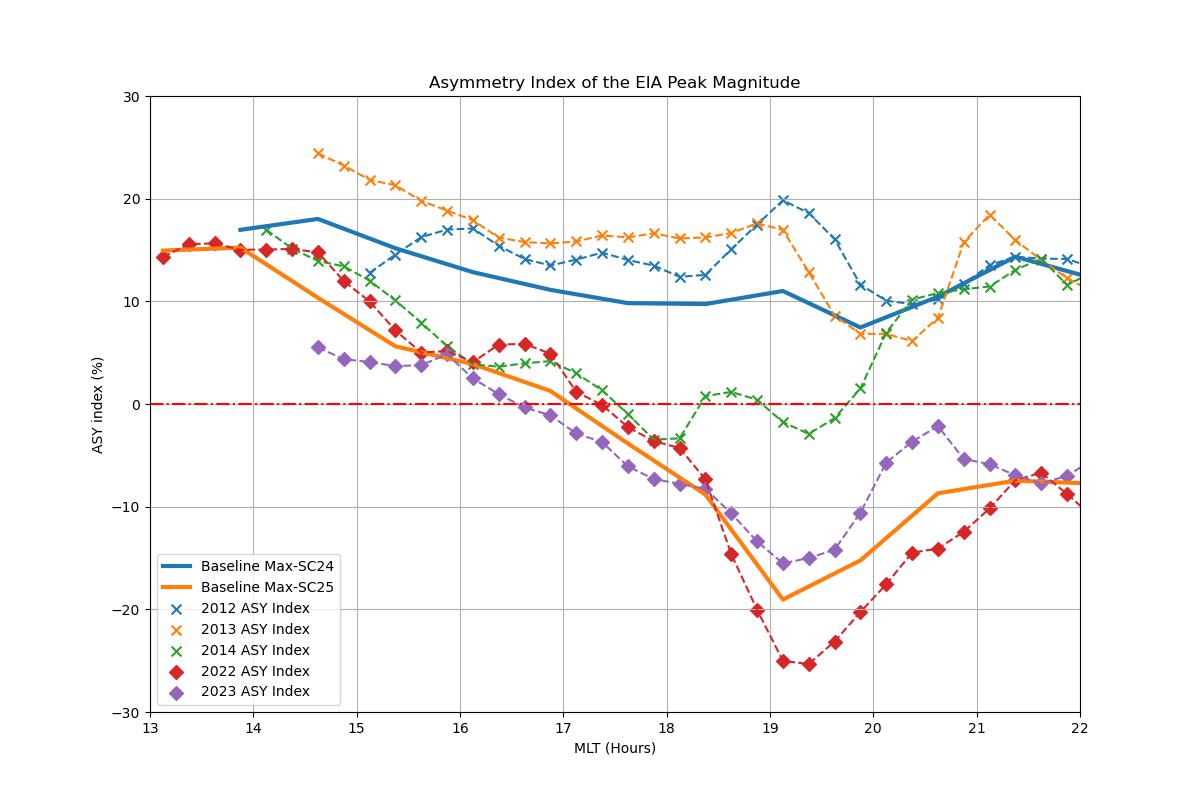 Asymmetry Index of the EIA Peak Magnitude
30
20
10
0
−10
−20
−30
ASY index (%)
Baseline Max-SC24
Baseline Max-SC25
2012 ASY Index
2013 ASY Index
2014 ASY Index
2022 ASY Index
2023 ASY Index
13 14 15 16 17 18 19 20 21 22
MLT (Hours)